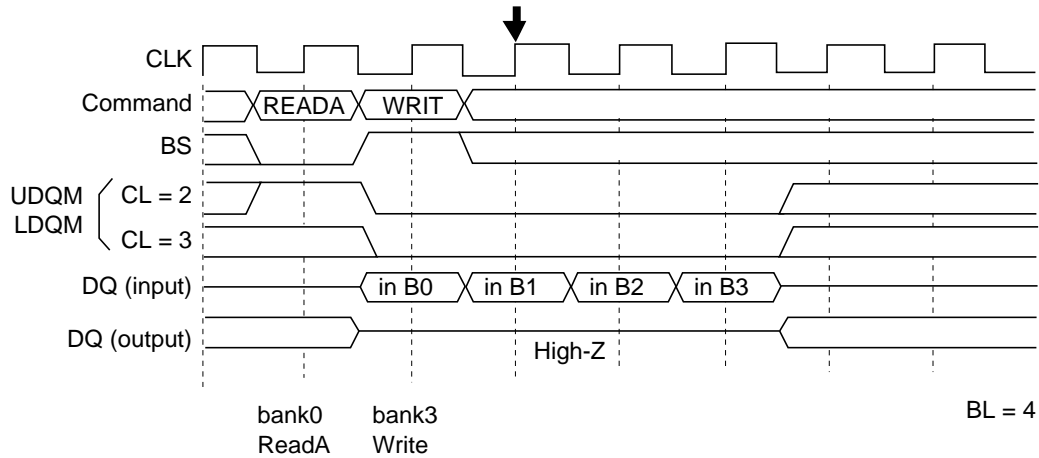 CLK
Command READA WRIT
BS
UDQM CL = 2
LDQM CL = 3
DQ (input) in B0 in B1 in B2 in B3
DQ (output) High-Z
bank0 bank3 BL = 4
ReadA Write